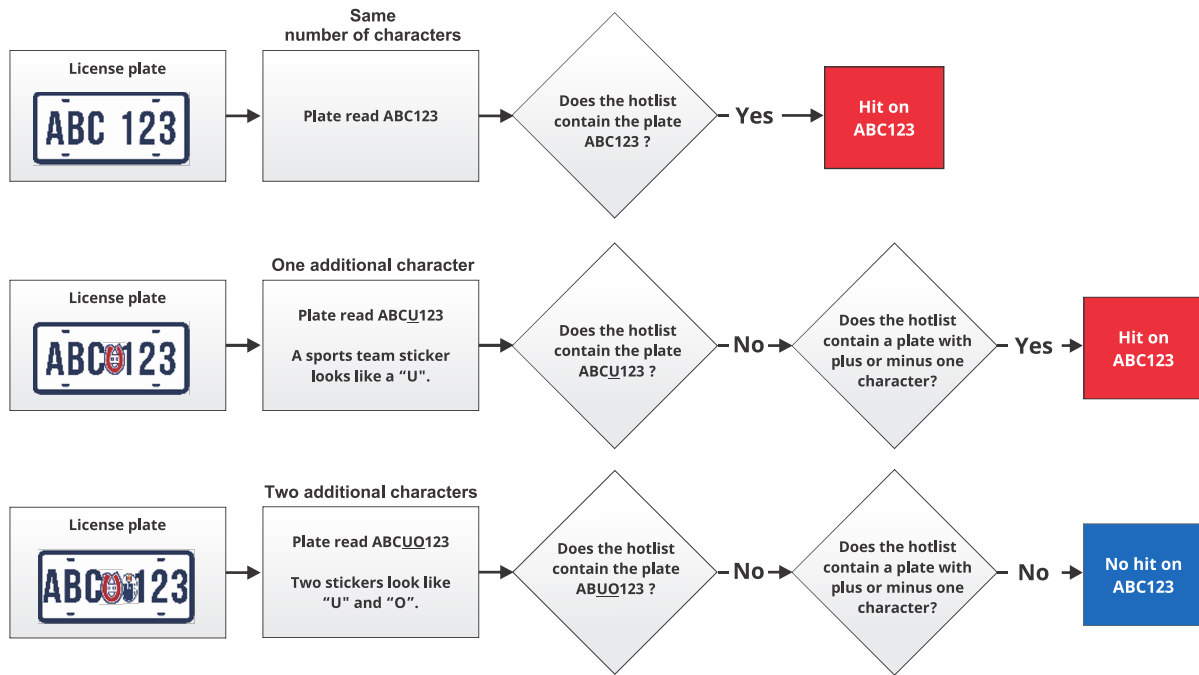 Same
number of characters
License plate
ABC 123
Plate read ABC123
Does the hotlist
contain the plate
ABC123 ?
Yes
Hit on
ABC123
One additional character
License plate
ABC 123
Plate read ABCU123
A sports team sticker
looks like a “U".
Does the hotlist
contain the plate
ABCU123 ?
No
Does the hotlist
contain a plate with
plus or minus one
character?
Yes
Hit on
ABC123
Two additional characters
License plate
ABC 123
Plate read ABCUO123
Two stickers look like
“U" and “O”.
Does the hotlist
contain the plate
ABUO123 ?
No
Does the hotlist
contain a plate with
plus or minus one
character?
No
No hit on
ABC123